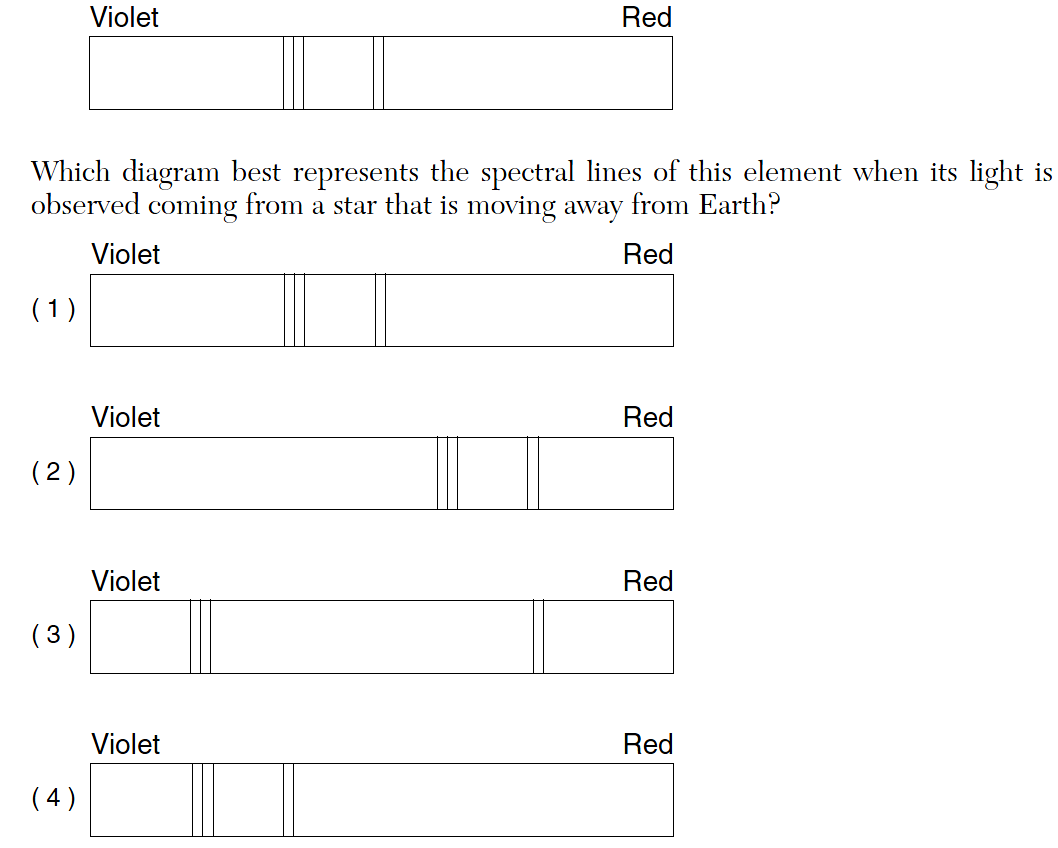 Violet Red
Which diagram best represents the spectral lines of this element when its light is
observed coming from a star that is moving away from Earth?
Violet Red
( 1 )
Violet Red
( 2 )
Violet Red
( 3 )
Violet Red
( 4 )